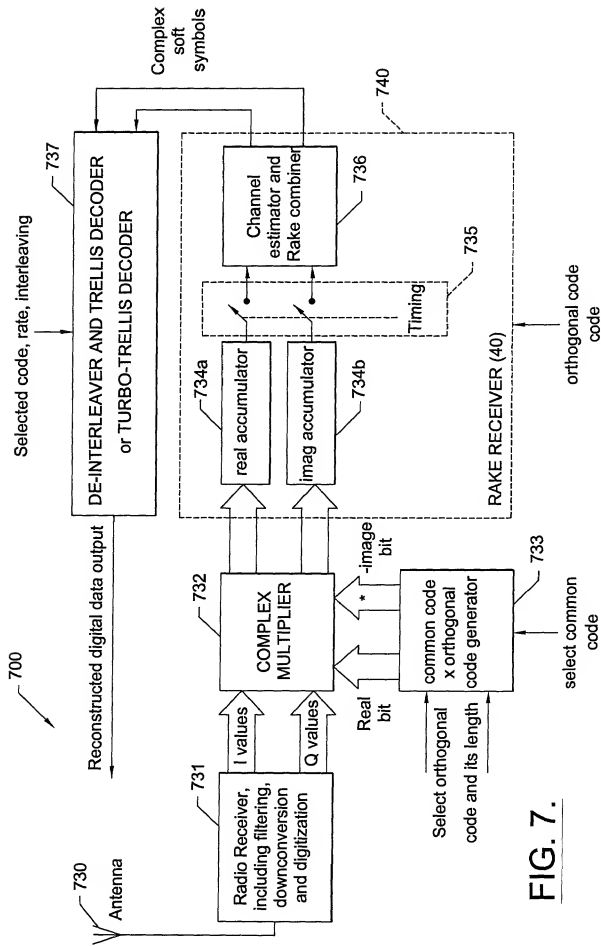 700
730
Antenna
731
Radio Receiver,
including filtering,
downconversion
and digitization
I values
Q values
732
COMPLEX
MULTIPLIER
Real
bit
*
-image
bit
733
common code
x orthogonal
code generator
Select orthogonal
code and its length
select common
code
734a
real accumulator
734b
imag accumulator
735
Timing
736
Channel
estimator and
Rake combiner
740
RAKE RECEIVER (40)
orthogonal code
code
Complex
soft
symbols
737
DE-INTERLEAVER AND TRELLIS DECODER
or TURBO-TRELLIS DECODER
Selected code, rate, interleaving
Reconstructed digital data output
FIG. 7.